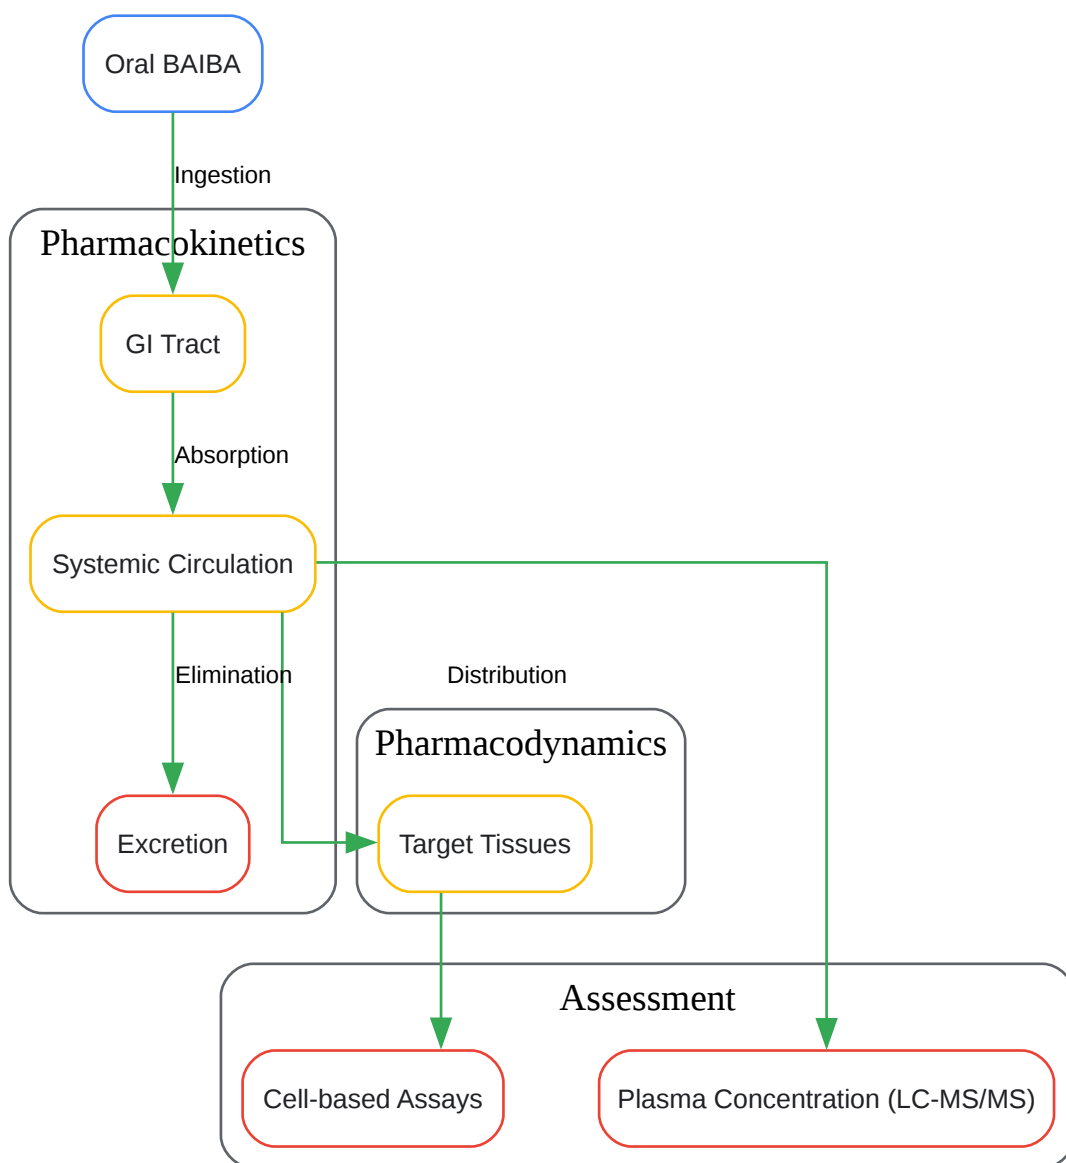 Oral BAIBA
Ingestion
Pharmacokinetics
GI Tract
Absorption
Systemic Circulation
Elimination
Distribution
Pharmacodynamics
Excretion
Target Tissues
Assessment
Cell-based Assays
Plasma Concentration (LC-MS/MS)